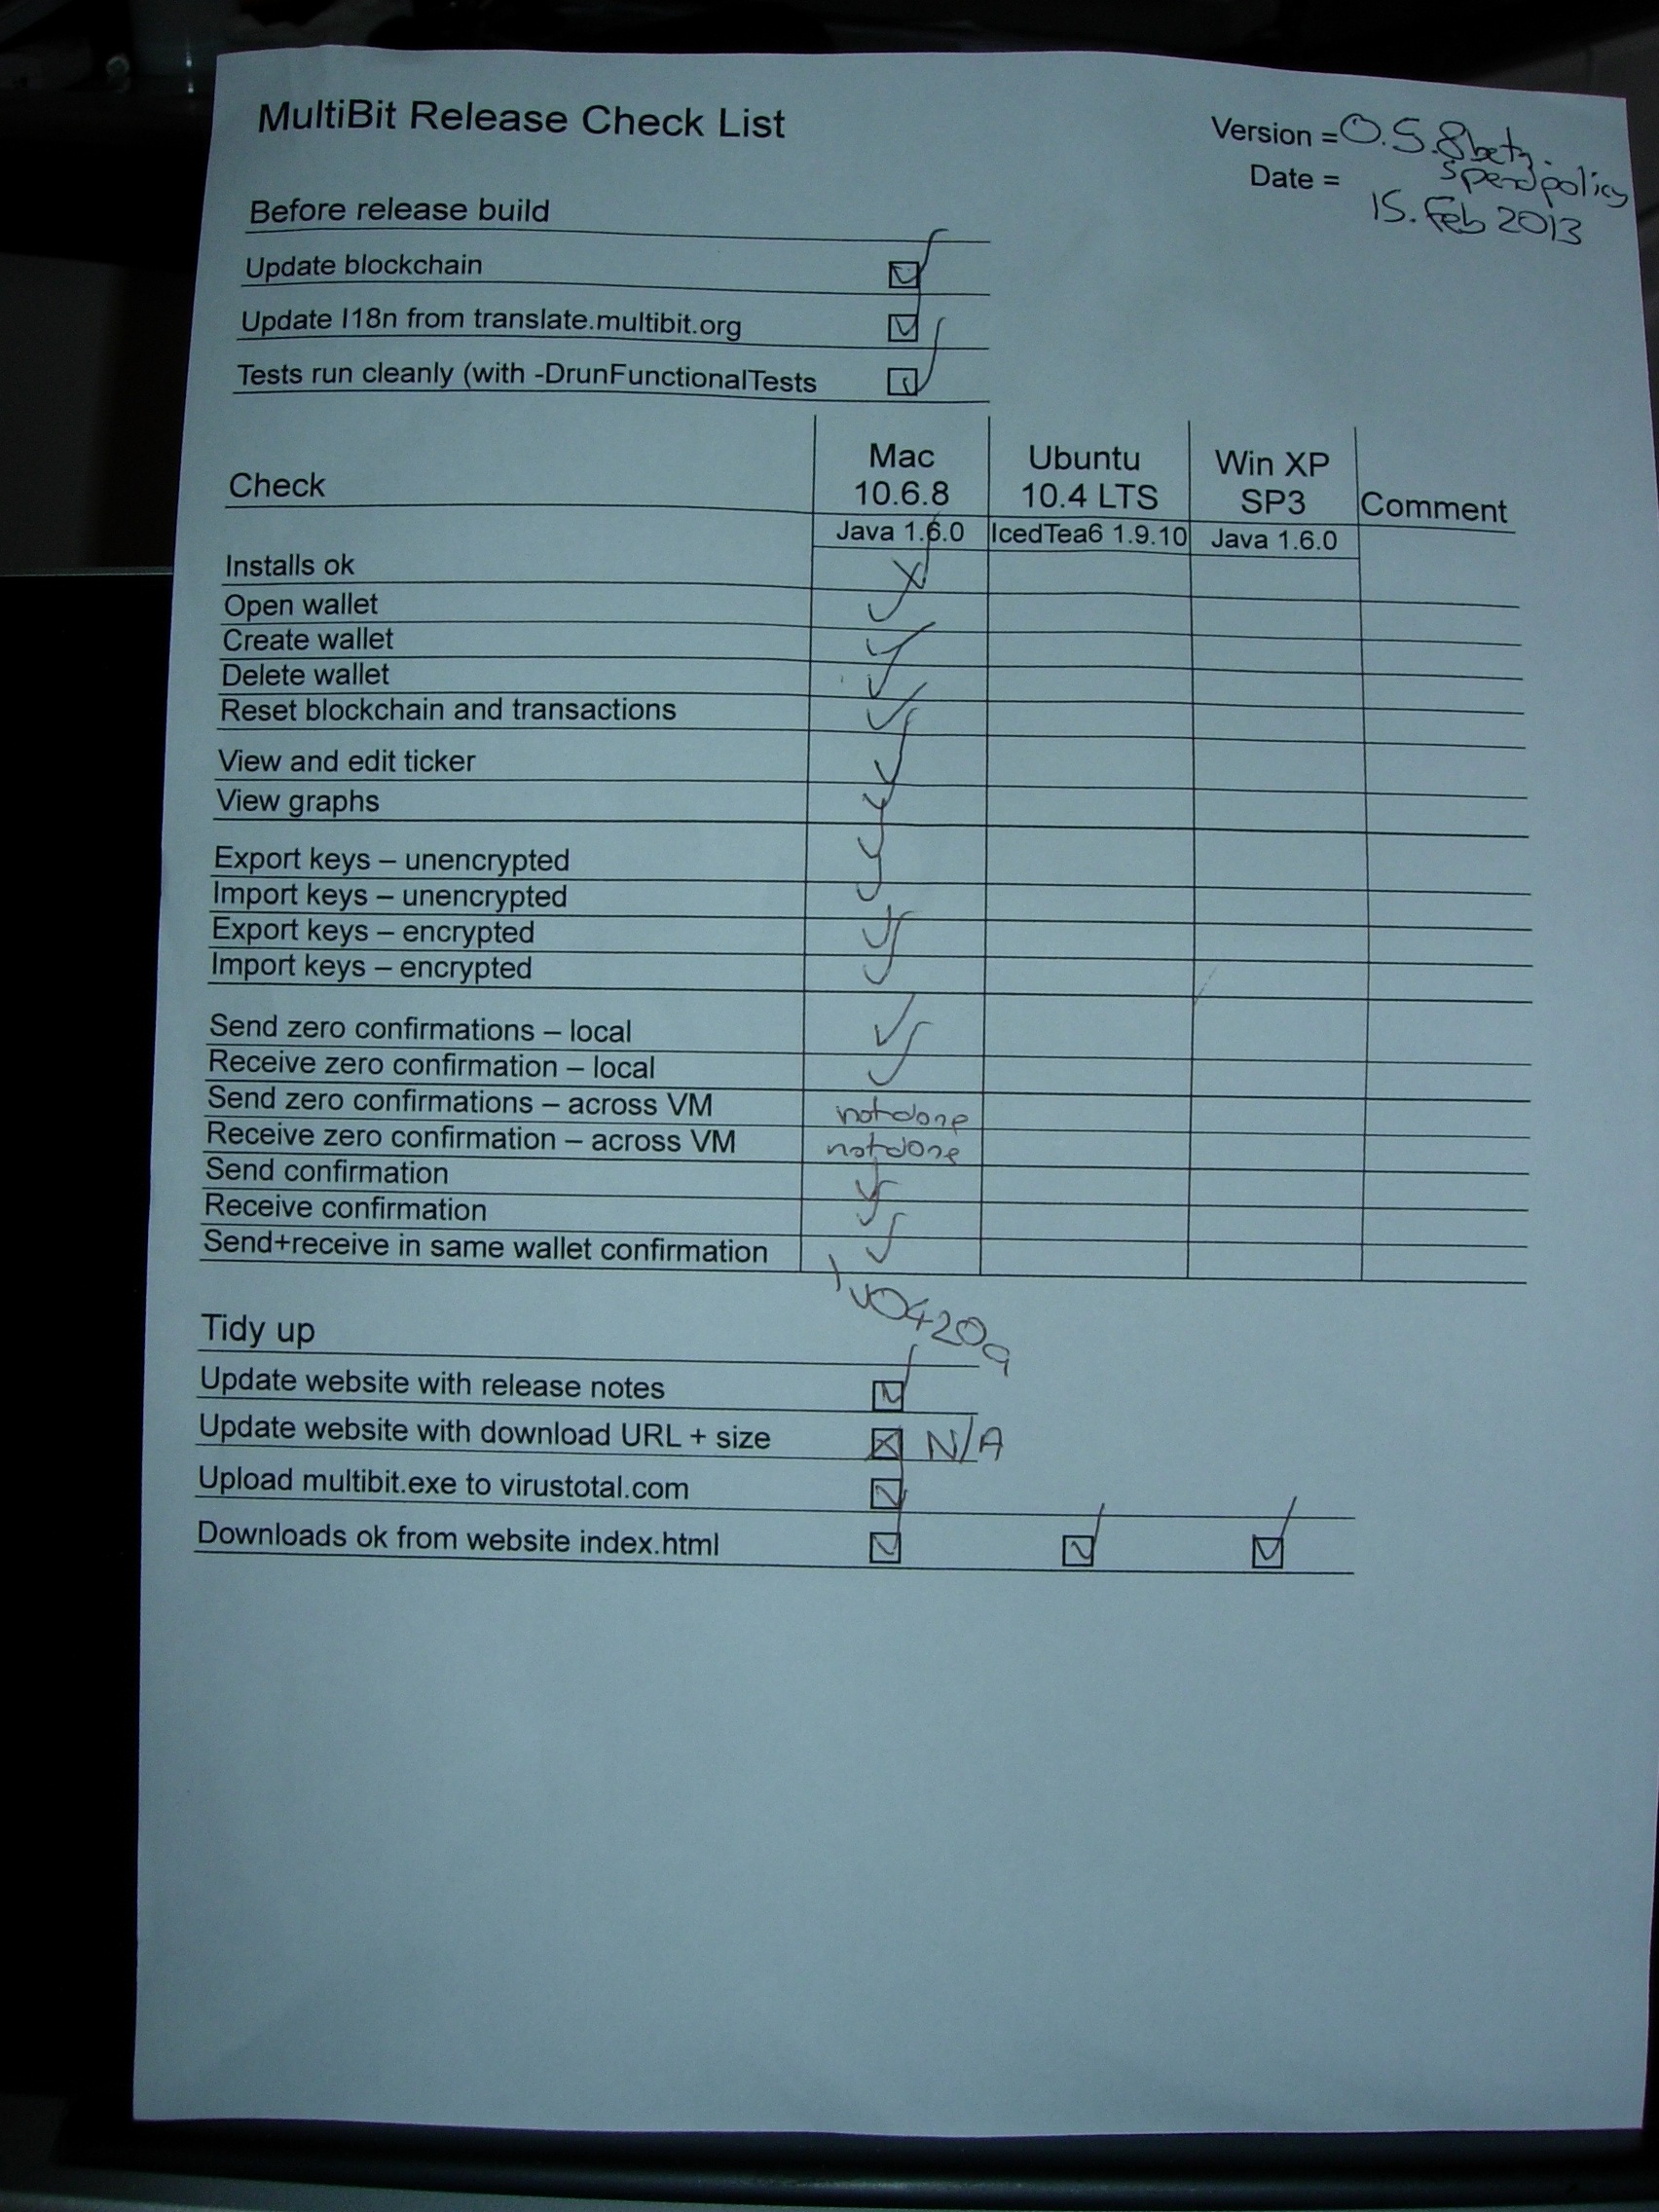 MultiBit Release Check List
Version = 0.5.8beta.
spendpolicy
Date =
15. Feb 2013
Before release build
Update blockchain
Update I18n from translate.multibit.org
Tests run cleanly (with -DrunFunctionalTests
Check
Mac 10.6.8
Ubuntu 10.4 LTS
Win XP SP3
Comment
Java 1.6.0
IcedTea6 1.9.10
Java 1.6.0
Installs ok
Open wallet
Create wallet
Delete wallet
Reset blockchain and transactions
View and edit ticker
View graphs
Export keys – unencrypted
Import keys – unencrypted
Export keys – encrypted
Import keys – encrypted
Send zero confirmations – local
Receive zero confirmation – local
Send zero confirmations – across VM not done
Receive zero confirmation – across VM not done
Send confirmation
Receive confirmation
Send+receive in same wallet confirmation
Tidy up
Update website with release notes
Update website with download URL + size N/A
Upload multibit.exe to virustotal.com
Downloads ok from website index.html